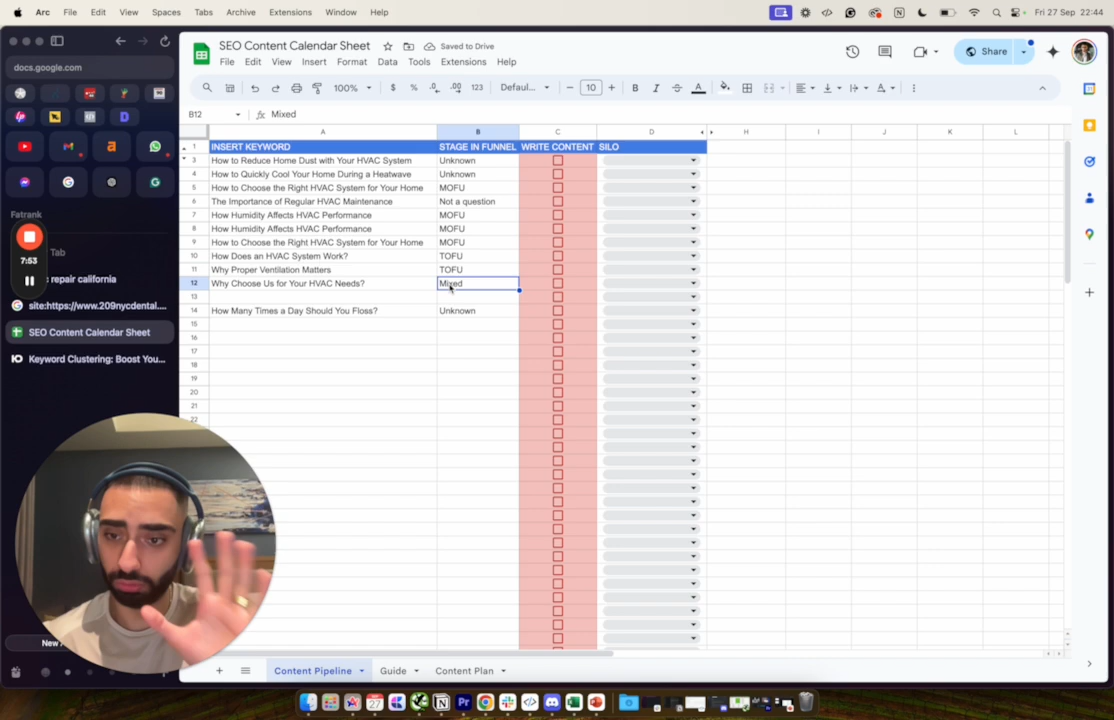 Arc File Edit View Spaces Tabs Archive Extensions Window Help Fri 27 Sep 22:44
docs.google.com
Fatrank
7:53
Tab
repair california
site:https://www.209nycdental....
SEO Content Calendar Sheet
Keyword Clustering: Boost You...
New
SEO Content Calendar Sheet Saved to Drive
File Edit View Insert Format Data Tools Extensions Help
Share
100% $ % .0 .00 123 Defaul... 10 B I A
B12 fx Mixed
A B C D H I J K L
1 INSERT KEYWORD STAGE IN FUNNEL WRITE CONTENT SILO
3 How to Reduce Home Dust with Your HVAC System Unknown
4 How to Quickly Cool Your Home During a Heatwave Unknown
5 How to Choose the Right HVAC System for Your Home MOFU
6 The Importance of Regular HVAC Maintenance Not a question
7 How Humidity Affects HVAC Performance MOFU
8 How Humidity Affects HVAC Performance MOFU
9 How to Choose the Right HVAC System for Your Home MOFU
10 How Does an HVAC System Work? TOFU
11 Why Proper Ventilation Matters TOFU
12 Why Choose Us for Your HVAC Needs? Mixed
13
14 How Many Times a Day Should You Floss? Unknown
15
16
17
18
19
20
21
22
Content Pipeline Guide Content Plan